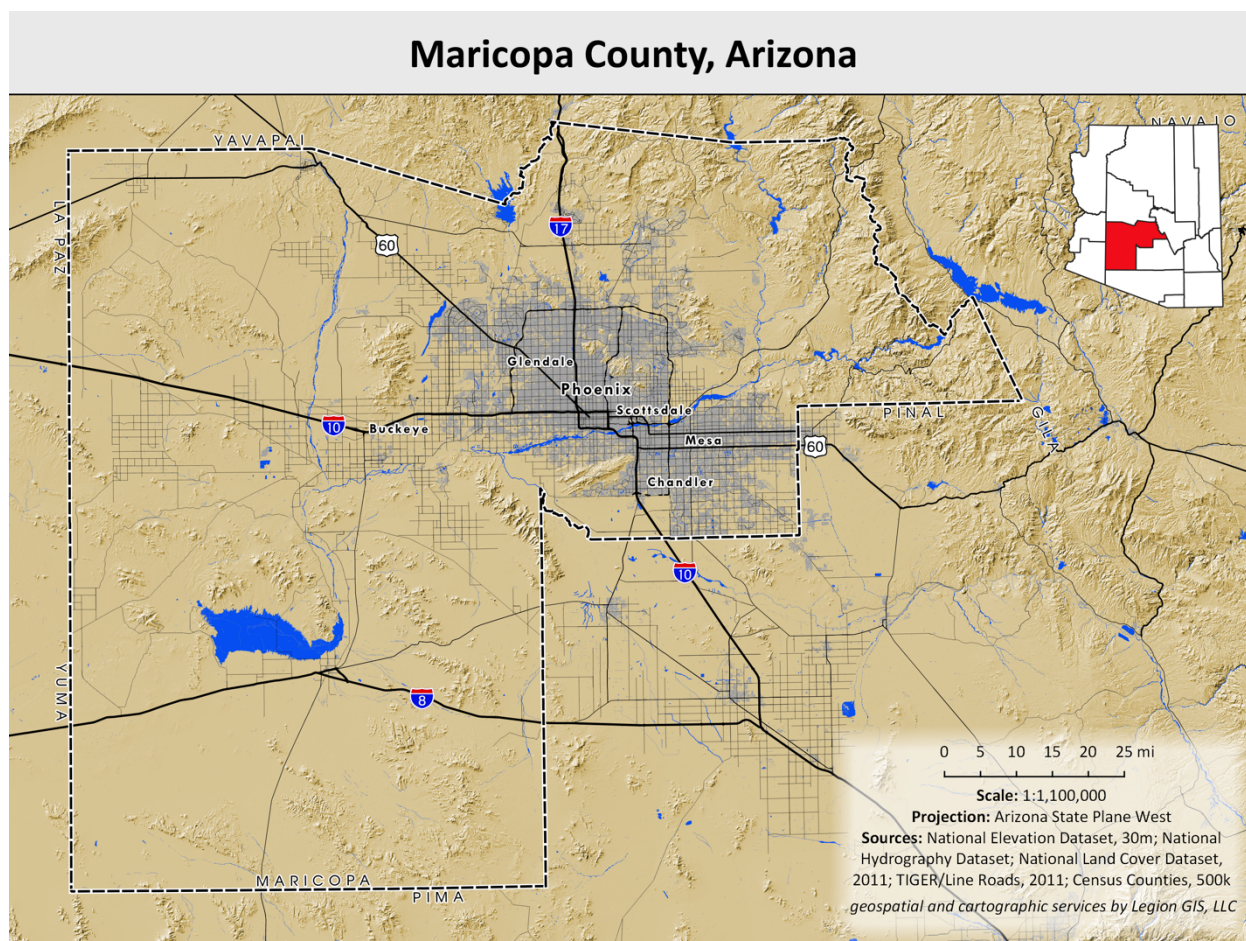 Maricopa County, Arizona
NAVAJO
YAVAPAI
LA PAZ
17
60
Glendale
Phoenix
Scottsdale
PINAL
GILA
10
Buckeye
Mesa
60
Chandler
10
YUMA
8
MARICOPA
PIMA
0 5 10 15 20 25 mi
Scale: 1:1,100,000
Projection: Arizona State Plane West
Sources: National Elevation Dataset, 30m; National
Hydrography Dataset; National Land Cover Dataset,
2011; TIGER/Line Roads, 2011; Census Counties, 500k
geospatial and cartographic services by Legion GIS, LLC